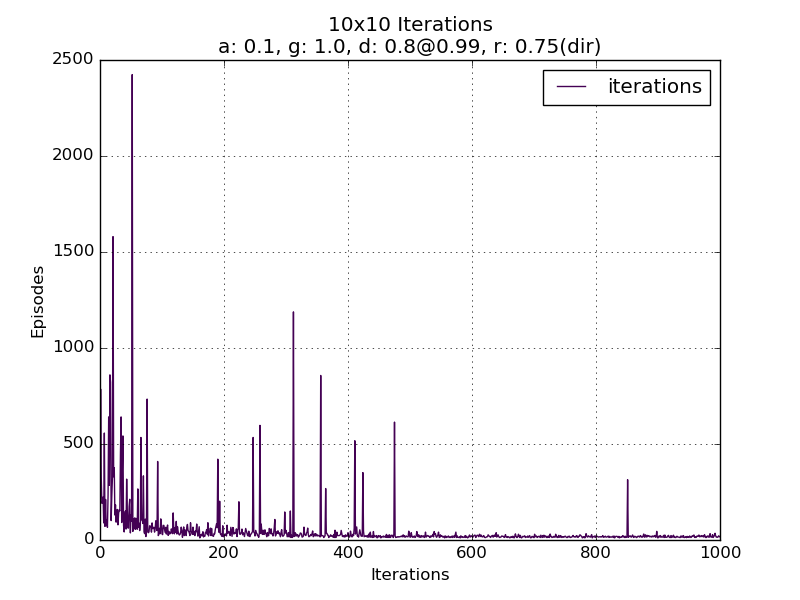 10x10 Iterations
a: 0.1, g: 1.0, d: 0.8@0.99, r: 0.75(dir)
iterations
2500
2000
1500
1000
500
0
Episodes
0 200 400 600 800 1000
Iterations